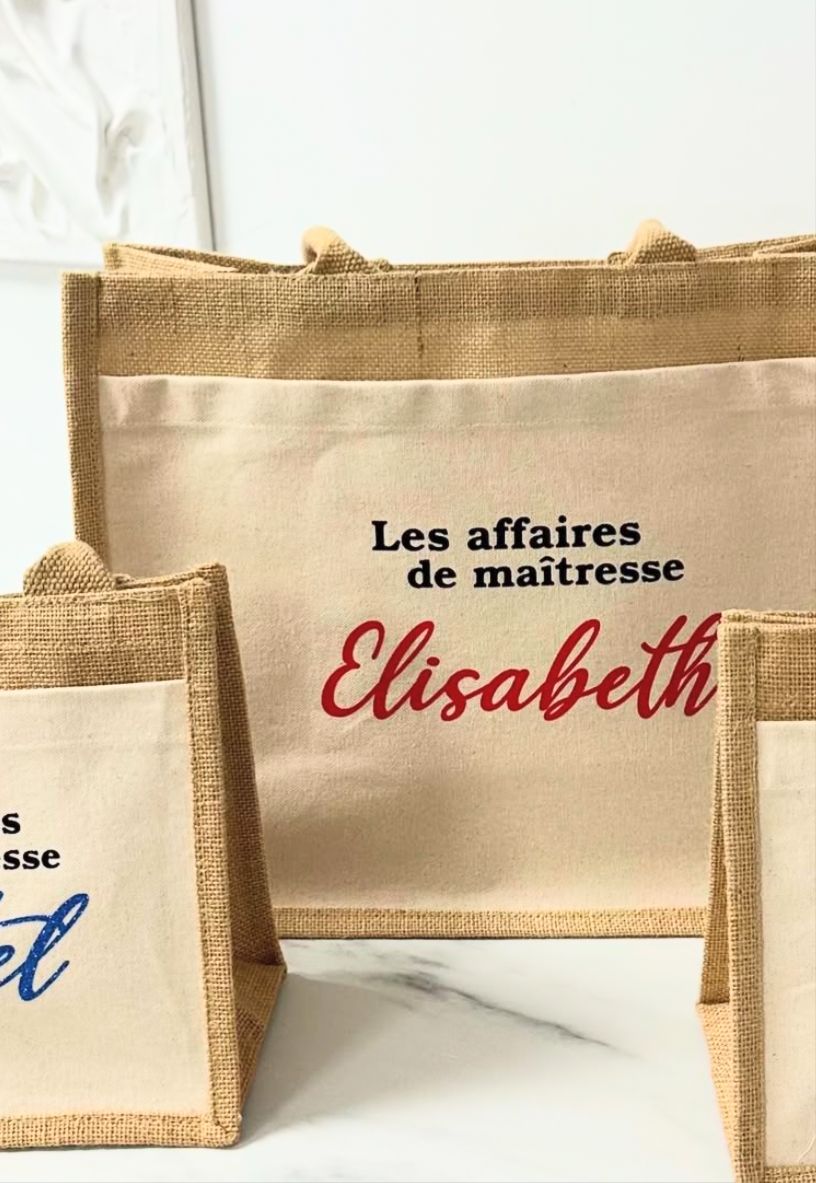 Les affaires
de maîtresse
Elisabeth